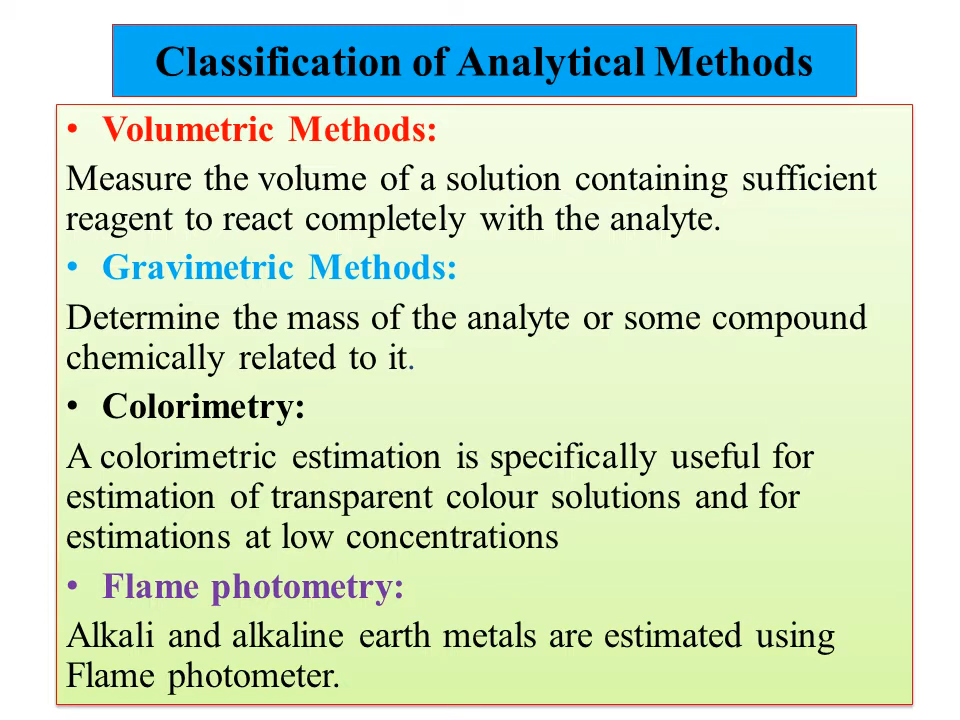 Classification of Analytical Methods
• Volumetric Methods:
Measure the volume of a solution containing sufficient
reagent to react completely with the analyte.
• Gravimetric Methods:
Determine the mass of the analyte or some compound
chemically related to it.
• Colorimetry:
A colorimetric estimation is specifically useful for
estimation of transparent colour solutions and for
estimations at low concentrations
• Flame photometry:
Alkali and alkaline earth metals are estimated using
Flame photometer.